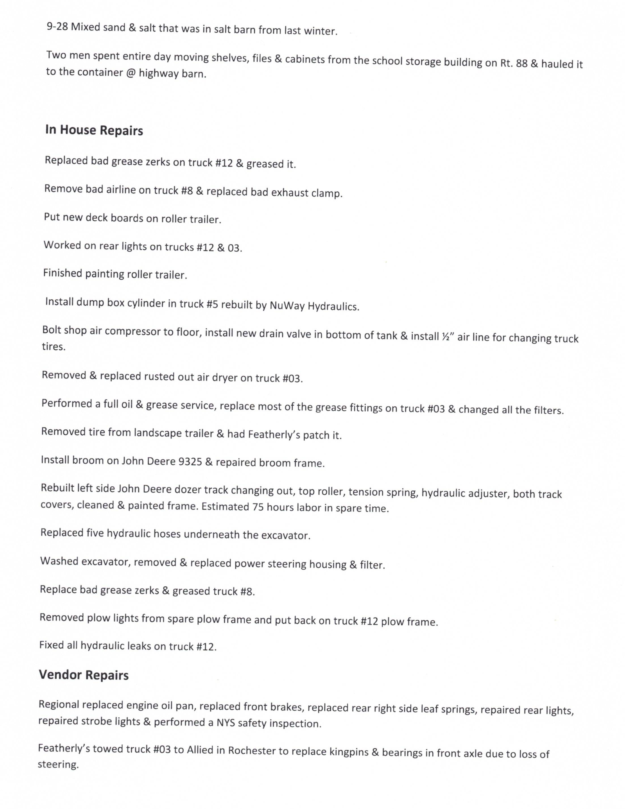 9-28 Mixed sand & salt that was in salt barn from last winter.
Two men spent entire day moving shelves, files & cabinets from the school storage building on Rt. 88 & hauled it
to the container @ highway barn.
In House Repairs
Replaced bad grease zerks on truck #12 & greased it.
Remove bad airline on truck #8 & replaced bad exhaust clamp.
Put new deck boards on roller trailer.
Worked on rear lights on trucks #12 & 03.
Finished painting roller trailer.
Install dump box cylinder in truck #5 rebuilt by NuWay Hydraulics.
Bolt shop air compressor to floor, install new drain valve in bottom of tank & install ½” air line for changing truck
tires.
Removed & replaced rusted out air dryer on truck #03.
Performed a full oil & grease service, replace most of the grease fittings on truck #03 & changed all the filters.
Removed tire from landscape trailer & had Featherly’s patch it.
Install broom on John Deere 9325 & repaired broom frame.
Rebuilt left side John Deere dozer track changing out, top roller, tension spring, hydraulic adjuster, both track
covers, cleaned & painted frame. Estimated 75 hours labor in spare time.
Replaced five hydraulic hoses underneath the excavator.
Washed excavator, removed & replaced power steering housing & filter.
Replace bad grease zerks & greased truck #8.
Removed plow lights from spare plow frame and put back on truck #12 plow frame.
Fixed all hydraulic leaks on truck #12.
Vendor Repairs
Regional replaced engine oil pan, replaced front brakes, replaced rear right side leaf springs, repaired rear lights,
repaired strobe lights & performed a NYS safety inspection.
Featherly’s towed truck #03 to Allied in Rochester to replace kingpins & bearings in front axle due to loss of
steering.